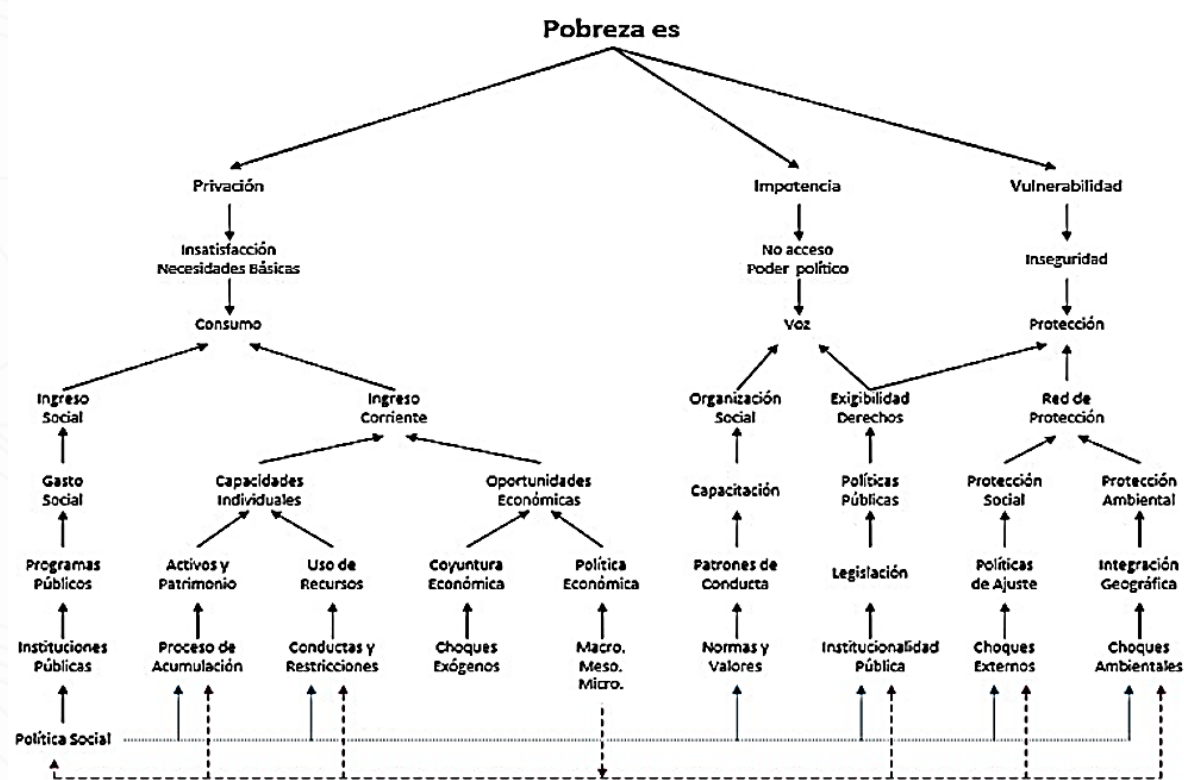 Pobreza es
Privación
Impotencia
Vulnerabilidad
Insatisfacción
Necesidades Básicas
No acceso
Poder político
Inseguridad
Consumo
Voz
Protección
Ingreso
Social
Ingreso
Corriente
Organización
Social
Exigibilidad
Derechos
Red de
Protección
Gasto
Social
Capacidades
Individuales
Oportunidades
Económicas
Capacitación
Políticas
Públicas
Protección
Social
Protección
Ambiental
Programas
Públicos
Activos y
Patrimonio
Uso de
Recursos
Coyuntura
Económica
Política
Económica
Patrones de
Conducta
Legislación
Políticas
de Ajuste
Integración
Geográfica
Instituciones
Públicas
Proceso de
Acumulación
Conductas y
Restricciones
Choques
Exógenos
Macro.
Meso.
Micro.
Normas y
Valores
Institucionalidad
Pública
Choques
Externos
Choques
Ambientales
Política Social